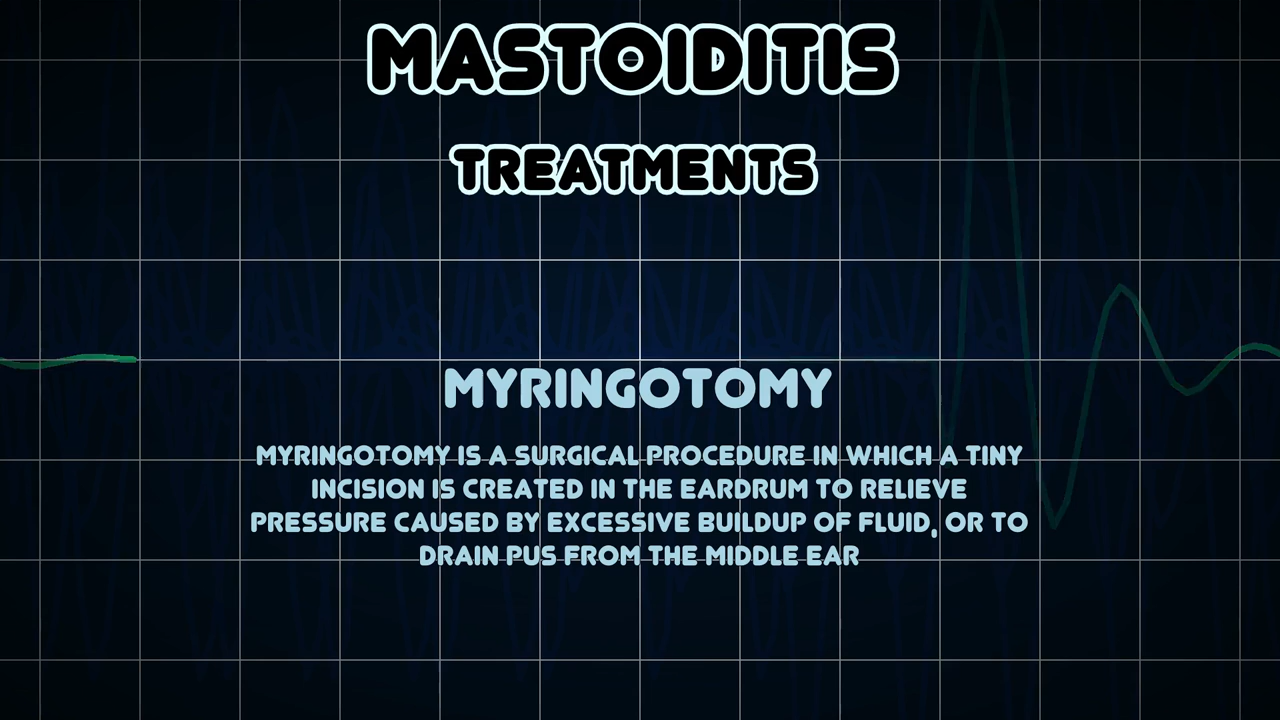 MASTOIDITIS
TREATMENTS
MYRINGOTOMY
MYRINGOTOMY IS A SURGICAL PROCEDURE IN WHICH A TINY
INCISION IS CREATED IN THE EARDRUM TO RELIEVE
PRESSURE CAUSED BY EXCESSIVE BUILDUP OF FLUID, OR TO
DRAIN PUS FROM THE MIDDLE EAR